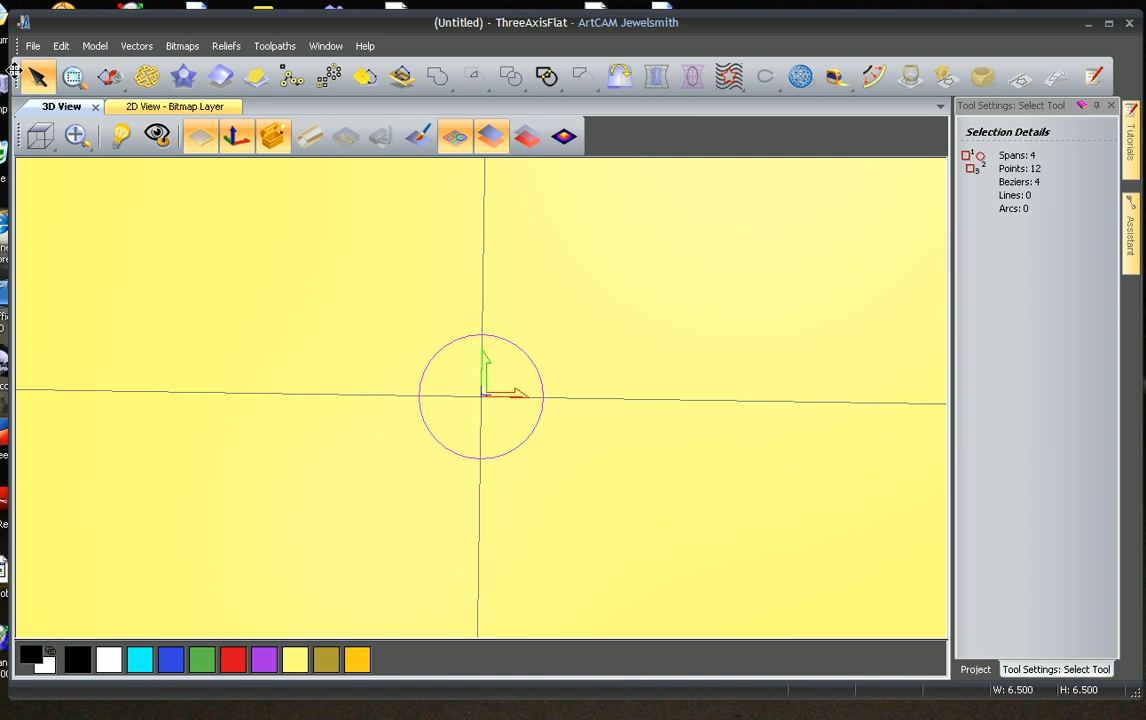 (Untitled) - ThreeAxisFlat - ArtCAM Jewelsmith
File Edit Model Vectors Bitmaps Reliefs Toolpaths Window Help
3D View 2D View - Bitmap Layer
Tool Settings: Select Tool
Selection Details
Spans: 4
Points: 12
Beziers: 4
Lines: 0
Arcs: 0
Tutorials
Assistant
Project Tool Settings: Select Tool
W: 6.500 H: 6.500